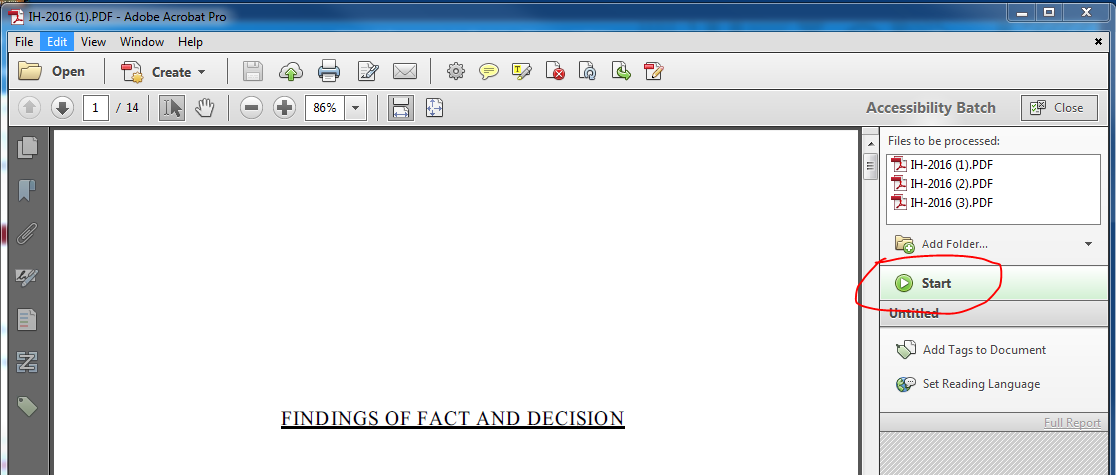 IH-2016 (1).PDF - Adobe Acrobat Pro
File Edit View Window Help
Open Create
1 / 14 86% Accessibility Batch Close
Files to be processed:
IH-2016 (1).PDF
IH-2016 (2).PDF
IH-2016 (3).PDF
Add Folder...
Start
Untitled
Add Tags to Document
Set Reading Language
FINDINGS OF FACT AND DECISION
Full Report